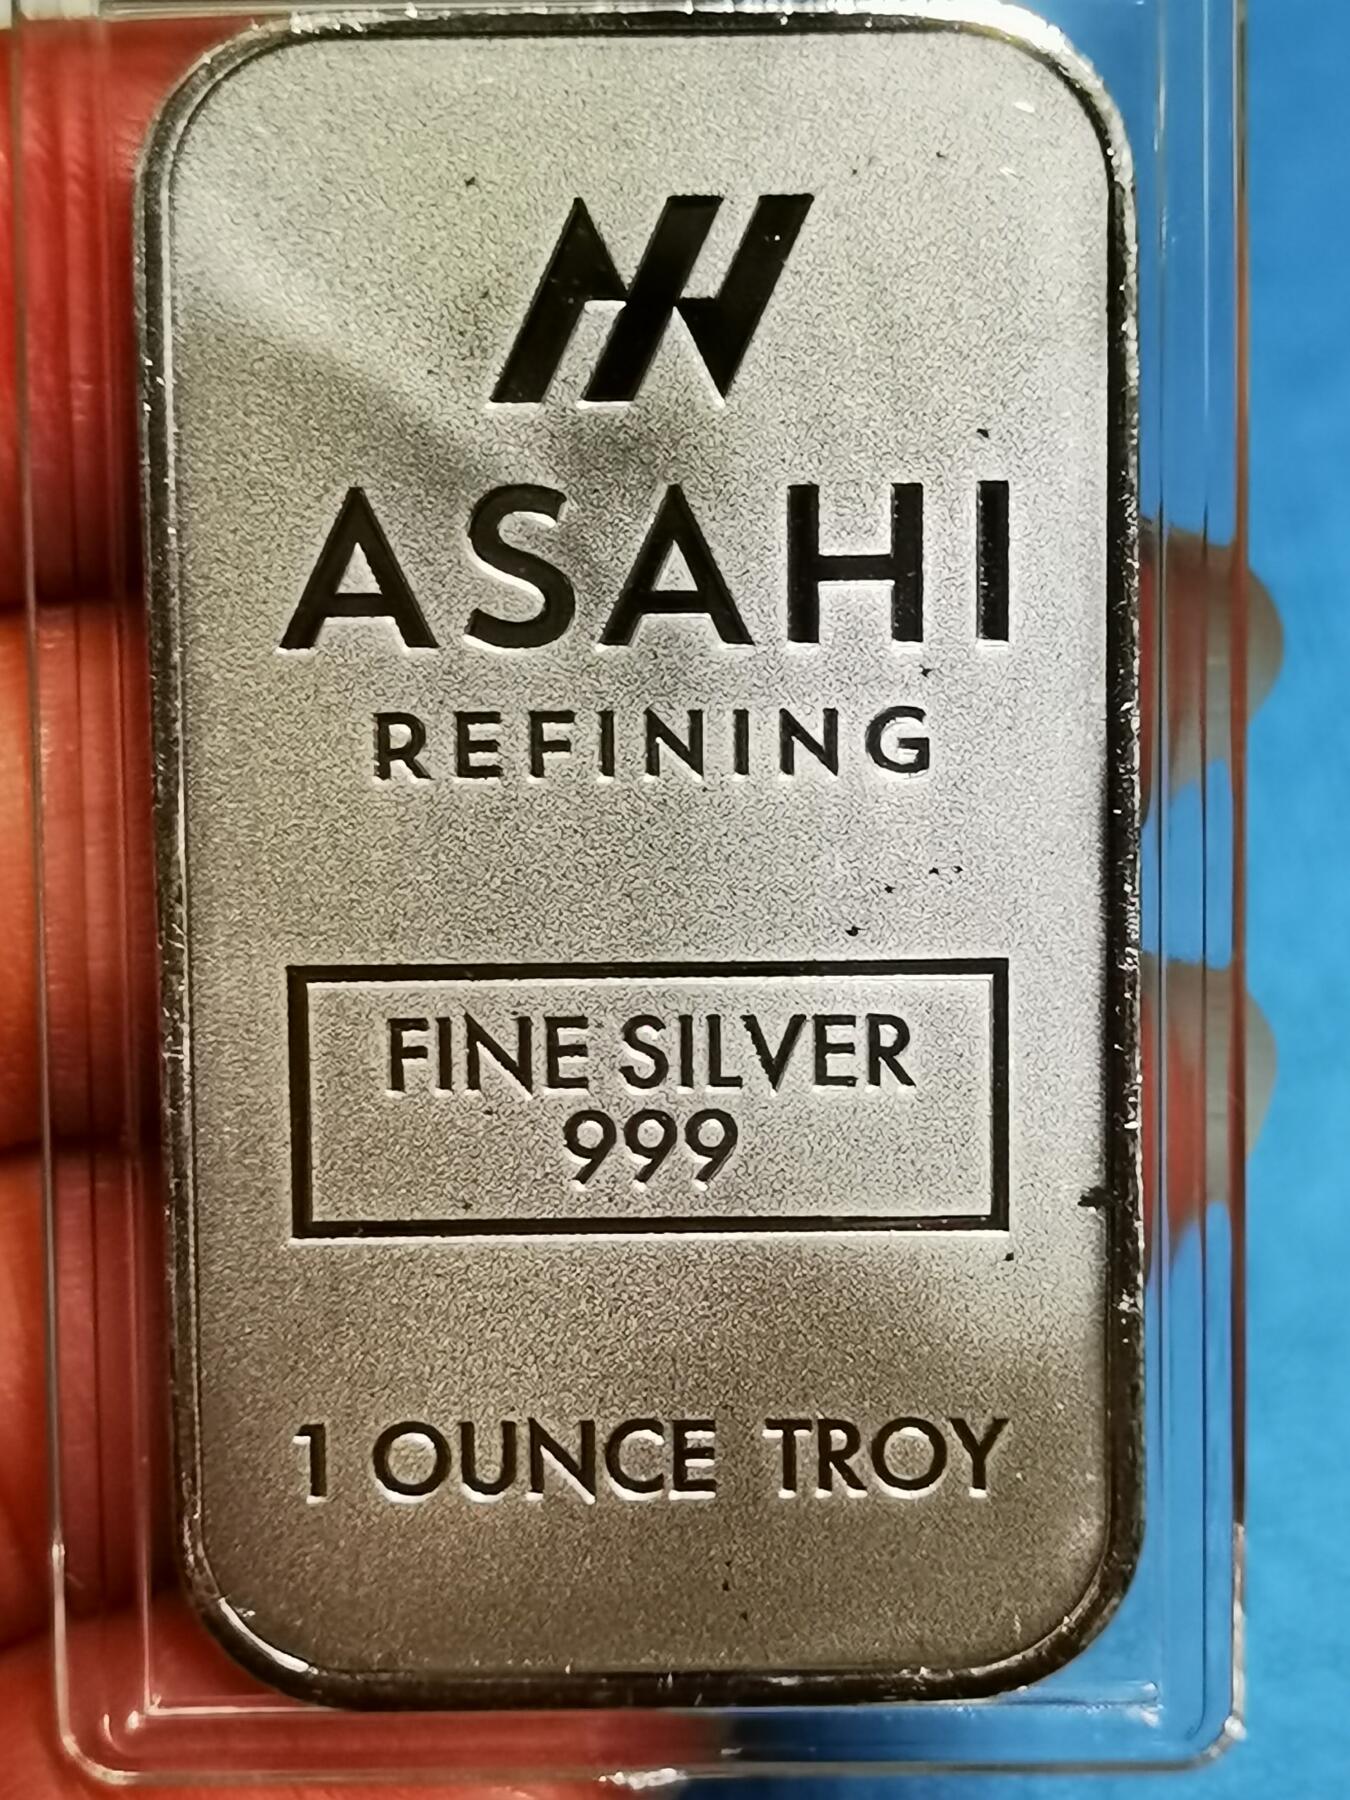 ASAHI
REFINING
FINE SILVER
999
1 OUNCE TROY